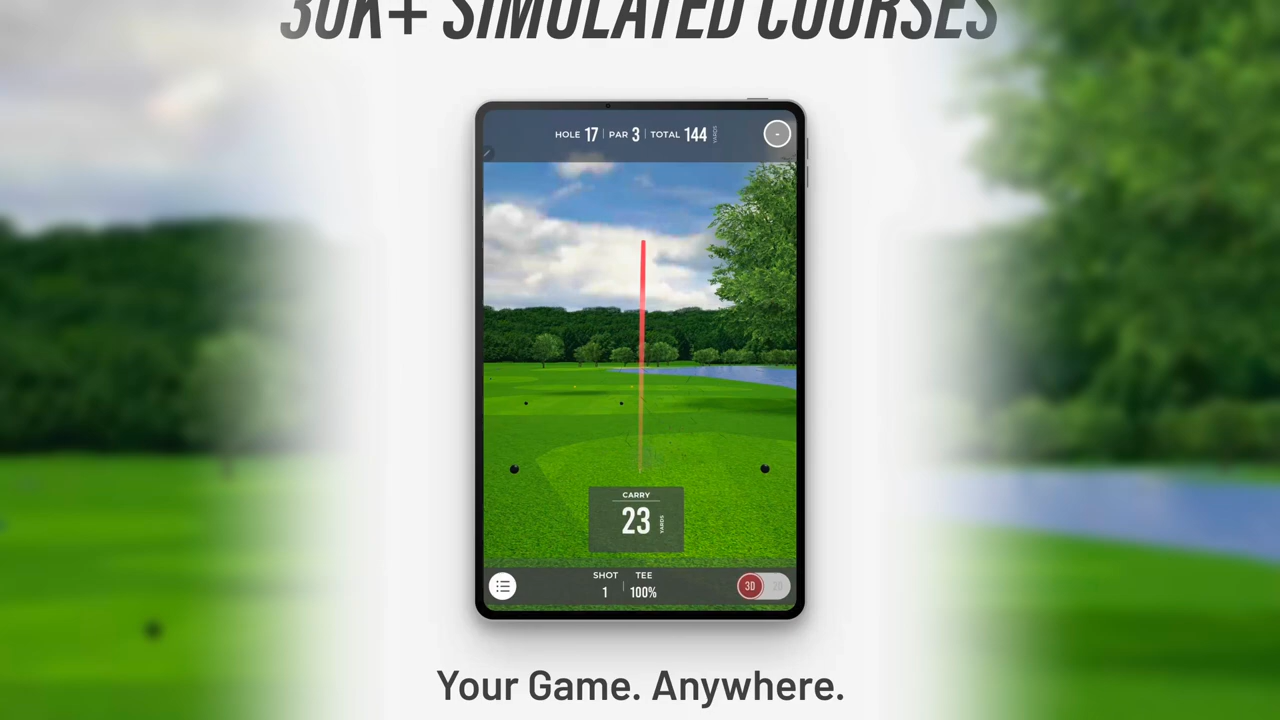 30K+ SIMULATED COURSES
HOLE 17 | PAR 3 | TOTAL 144 YARDS
-
CARRY
23 YARDS
SHOT | TEE
1 100%
3D 2D
Your Game. Anywhere.